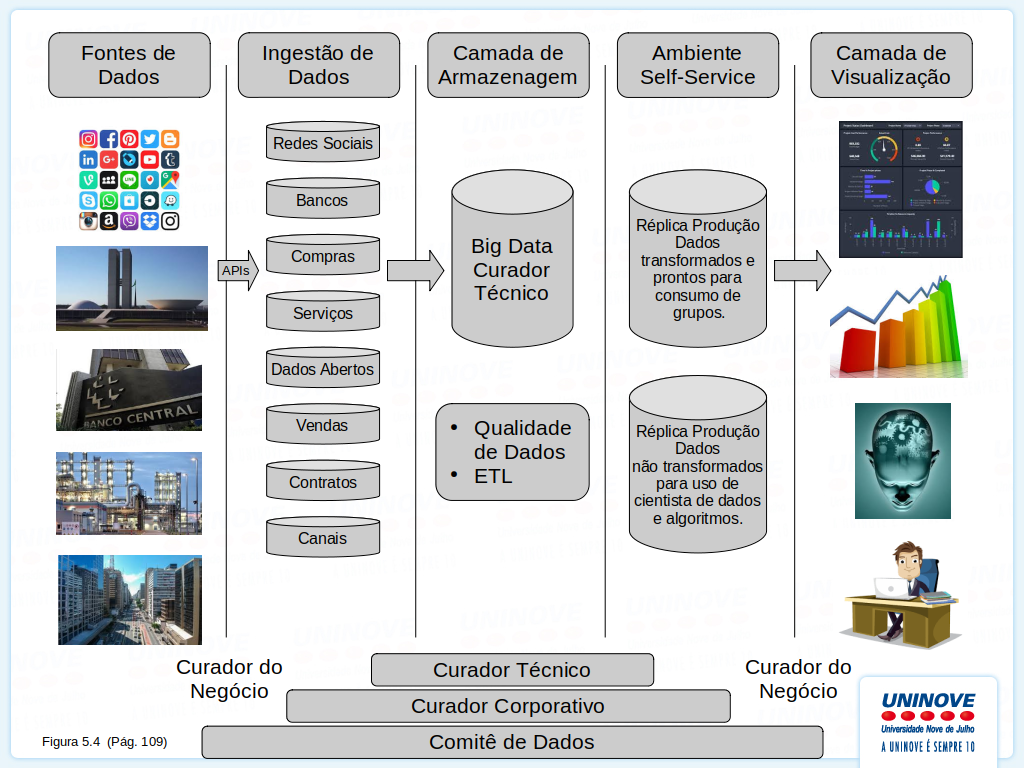 Fontes de
Dados
Ingestão de
Dados
Camada de
Armazenagem
Ambiente
Self-Service
Camada de
Visualização
APIs
BANCO CENTRAL
Redes Sociais
Bancos
Compras
Serviços
Dados Abertos
Vendas
Contratos
Canais
Big Data
Curador
Técnico
• Qualidade
de Dados
• ETL
Réplica Produção
Dados
transformados e
prontos para
consumo de
grupos.
Réplica Produção
Dados
não transformados
para uso de
cientista de dados
e algoritmos.
Curador do
Negócio
Curador Técnico
Curador Corporativo
Comitê de Dados
Curador do
Negócio
Figura 5.4 (Pág. 109)
UNINOVE
Universidade Nove de Julho
A UNINOVE É SEMPRE 10